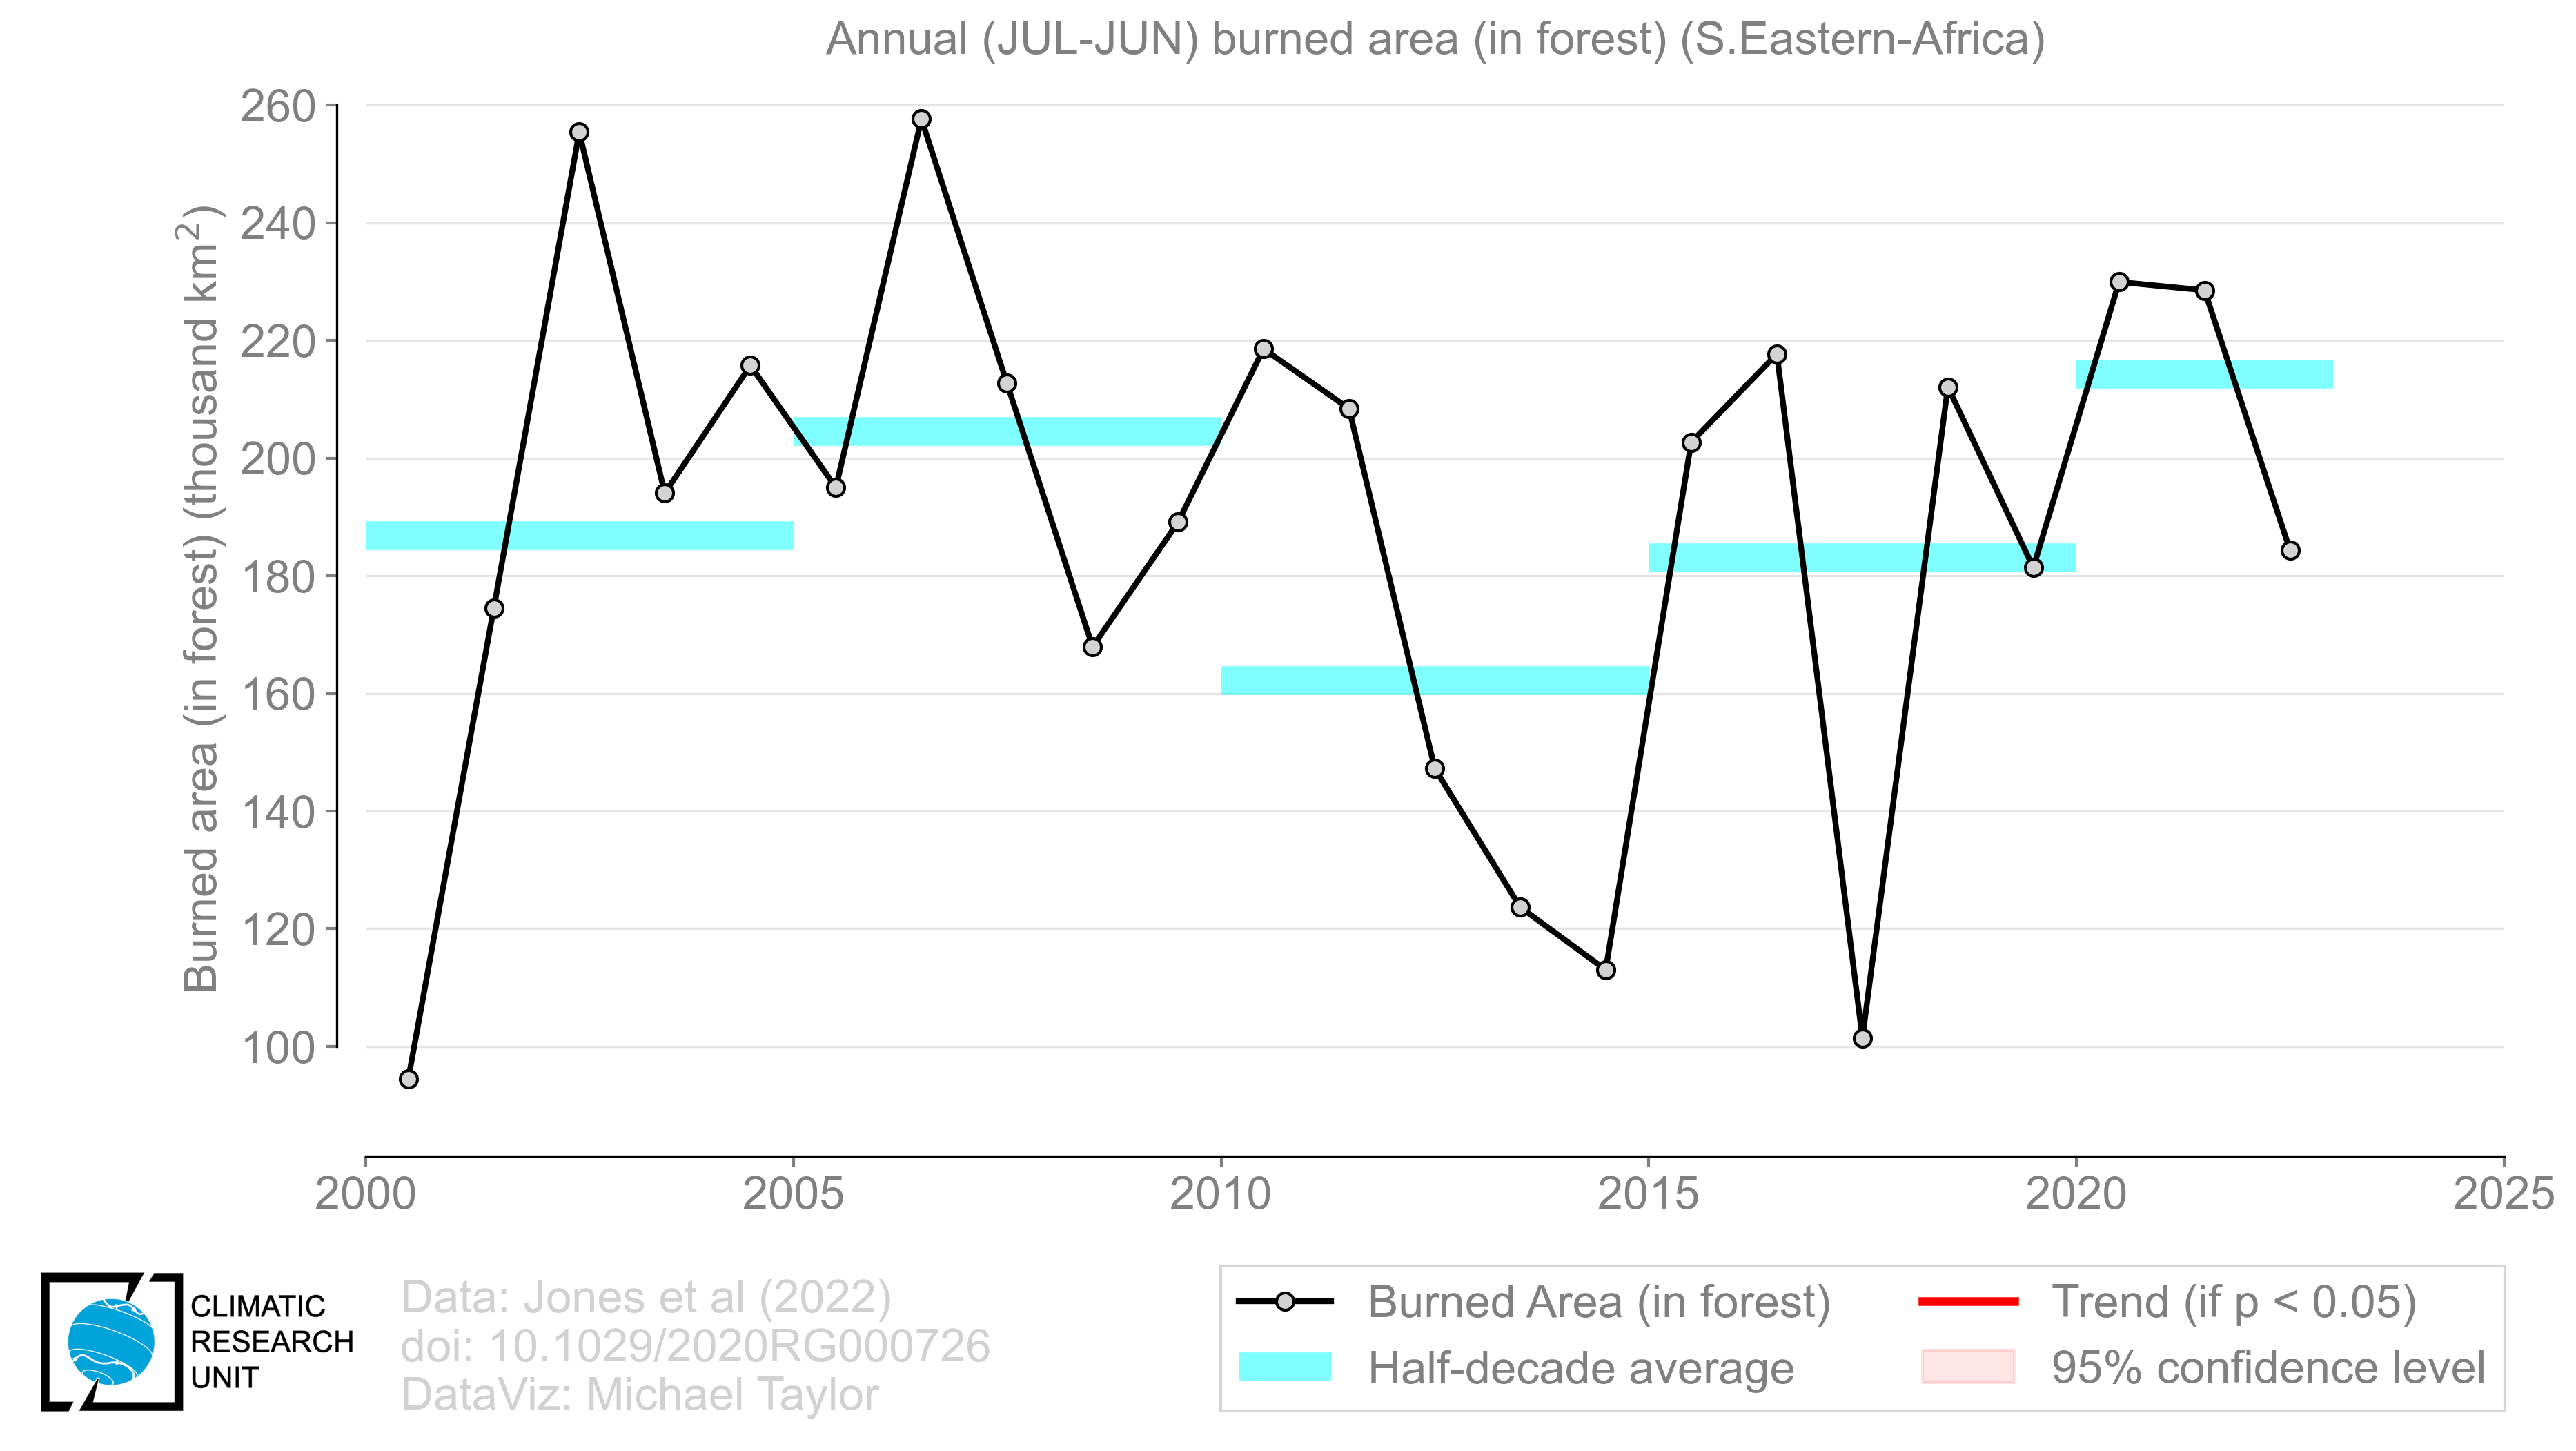 Annual (JUL-JUN) burned area (in forest) (S.Eastern-Africa)
Burned area (in forest) (thousand km²)
260
240
220
200
180
160
140
120
100
2000 2005 2010 2015 2020 2025
CLIMATIC
RESEARCH
UNIT
Data: Jones et al (2022)
doi: 10.1029/2020RG000726
DataViz: Michael Taylor
Burned Area (in forest)
Half-decade average
Trend (if p < 0.05)
95% confidence level